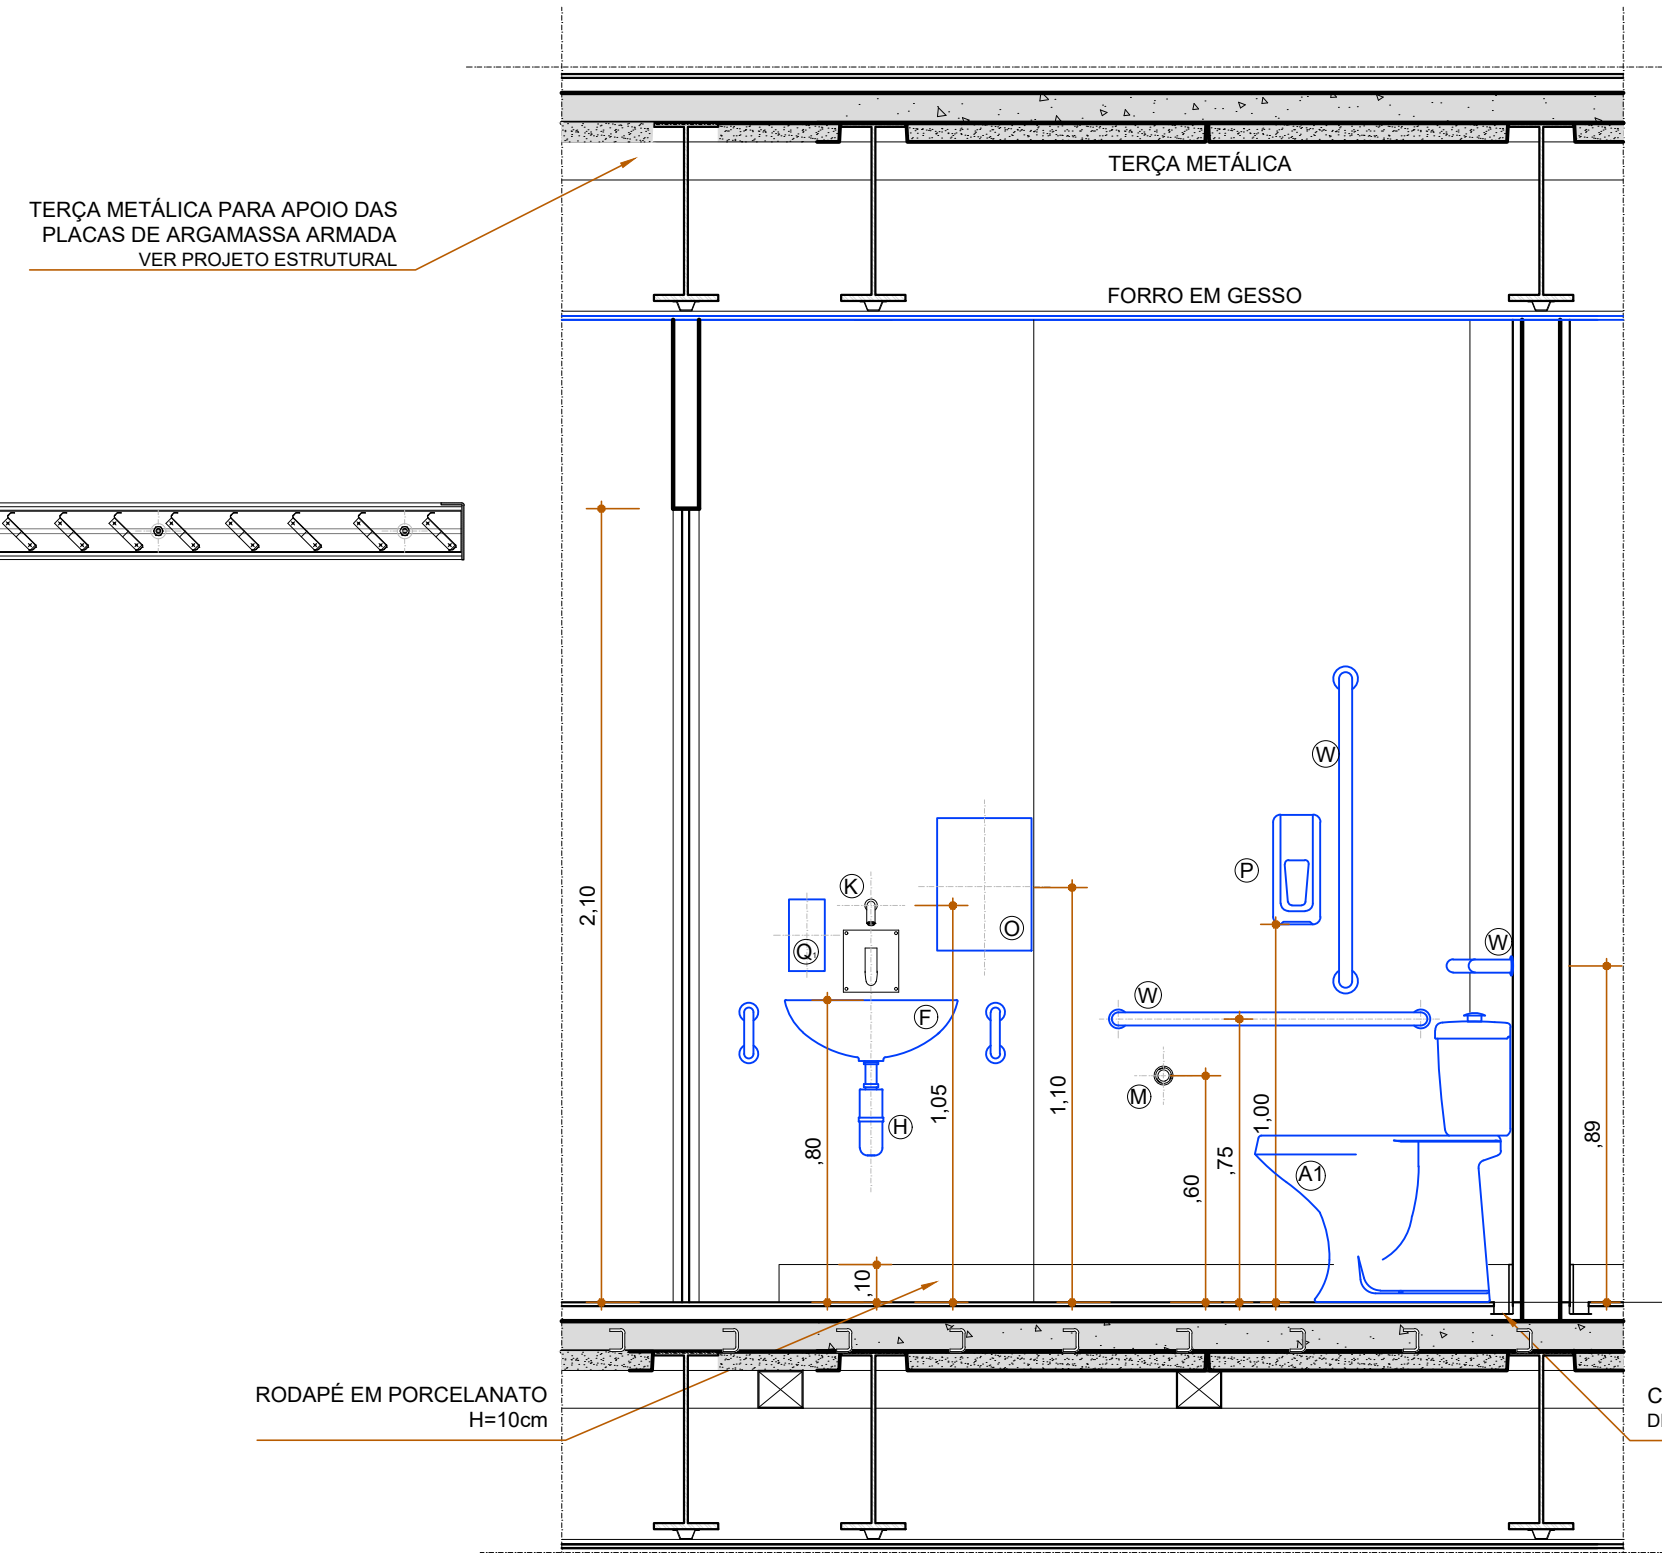 TERÇA METÁLICA
TERÇA METÁLICA PARA APOIO DAS
PLACAS DE ARGAMASSA ARMADA
VER PROJETO ESTRUTURAL
FORRO EM GESSO
W
P
K
2,10
O
Q1
W
W
F
M
H
1,05
1,10
1,00
,80
,75
,89
,60
A1
,10
RODAPÉ EM PORCELANATO
H=10cm
C